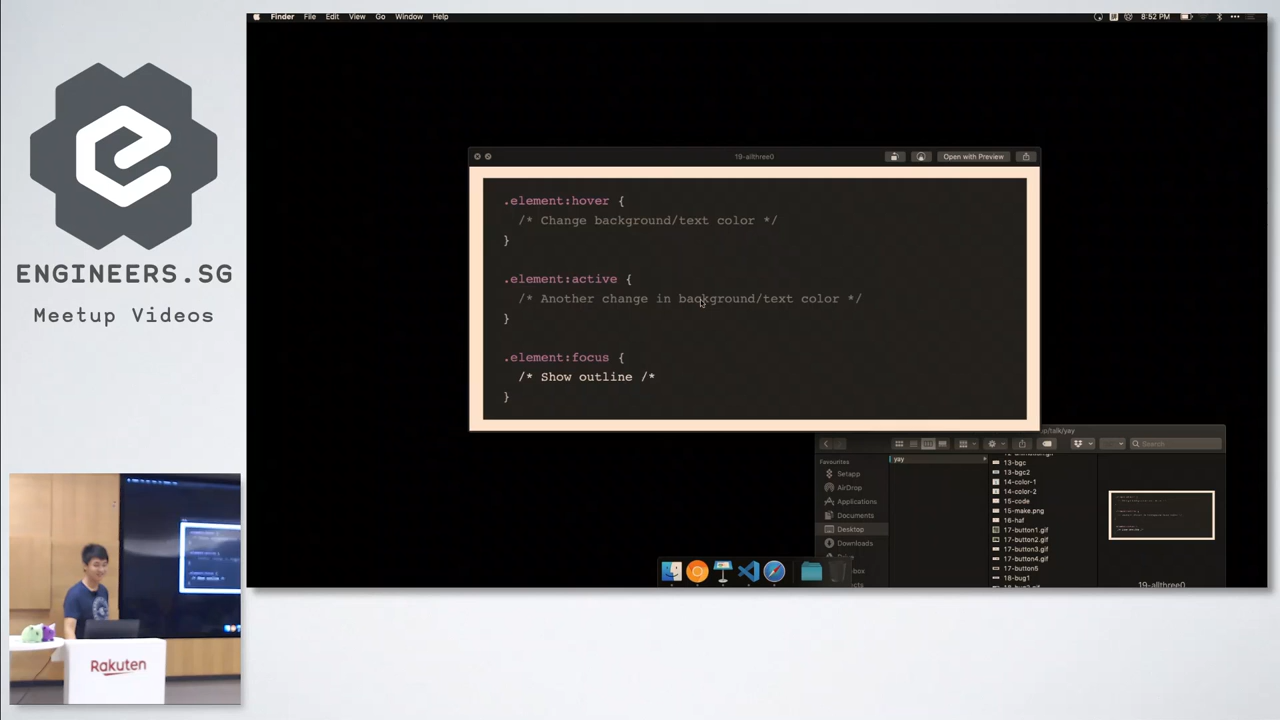 Finder File Edit View Go Window Help
8:52 PM
ENGINEERS.SG
Meetup Videos
19-allthree0
Open with Preview
.element:hover {
/* Change background/text color */
}
.element:active {
/* Another change in background/text color */
}
.element:focus {
/* Show outline /*
}
/talk/yay
Search
Favourites
Setapp
AirDrop
Applications
Documents
Desktop
Downloads
yay
13-bgc
13-bgc2
14-color-1
14-color-2
15-code
15-make.png
16-haf
17-button1.gif
17-button2.gif
17-button3.gif
17-button4.gif
17-button5
18-bug1
19-allthree0
Rakuten